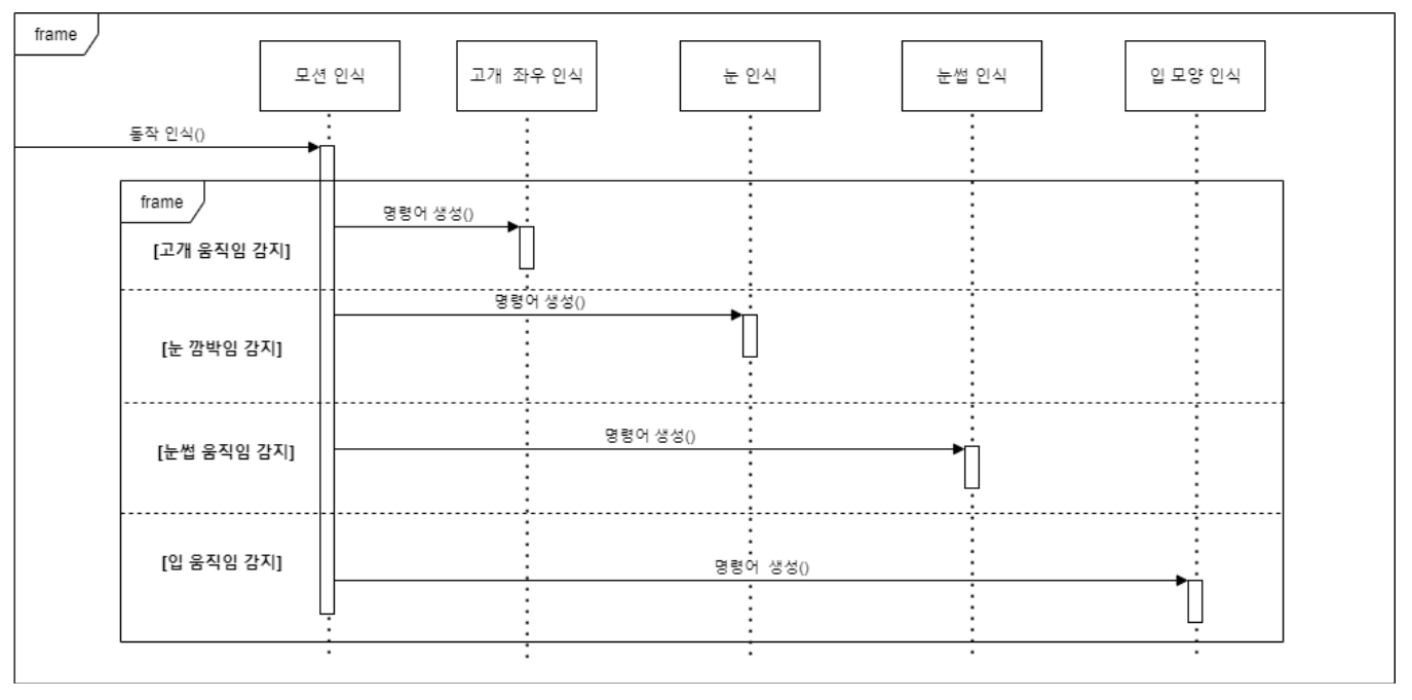 frame
모션 인식
고개 좌우 인식
눈 인식
눈썹 인식
입 모양 인식
동작 인식()
frame
명령어 생성()
[고개 움직임 감지]
명령어 생성()
[눈 깜박임 감지]
명령어 생성()
[눈썹 움직임 감지]
[입 움직임 감지]
명령어 생성()